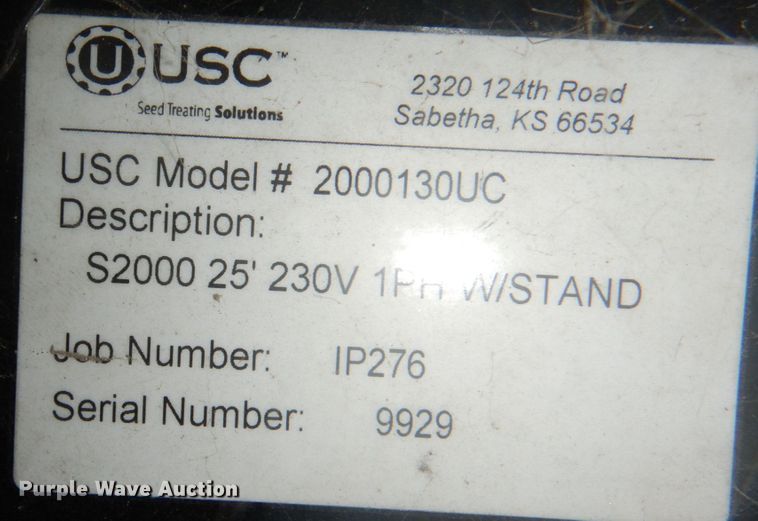 U USC™
Seed Treating Solutions
2320 124th Road
Sabetha, KS 66534
USC Model # 2000130UC
Description:
S2000 25' 230V 1PH W/STAND
Job Number: IP276
Serial Number: 9929
Purple Wave Auction